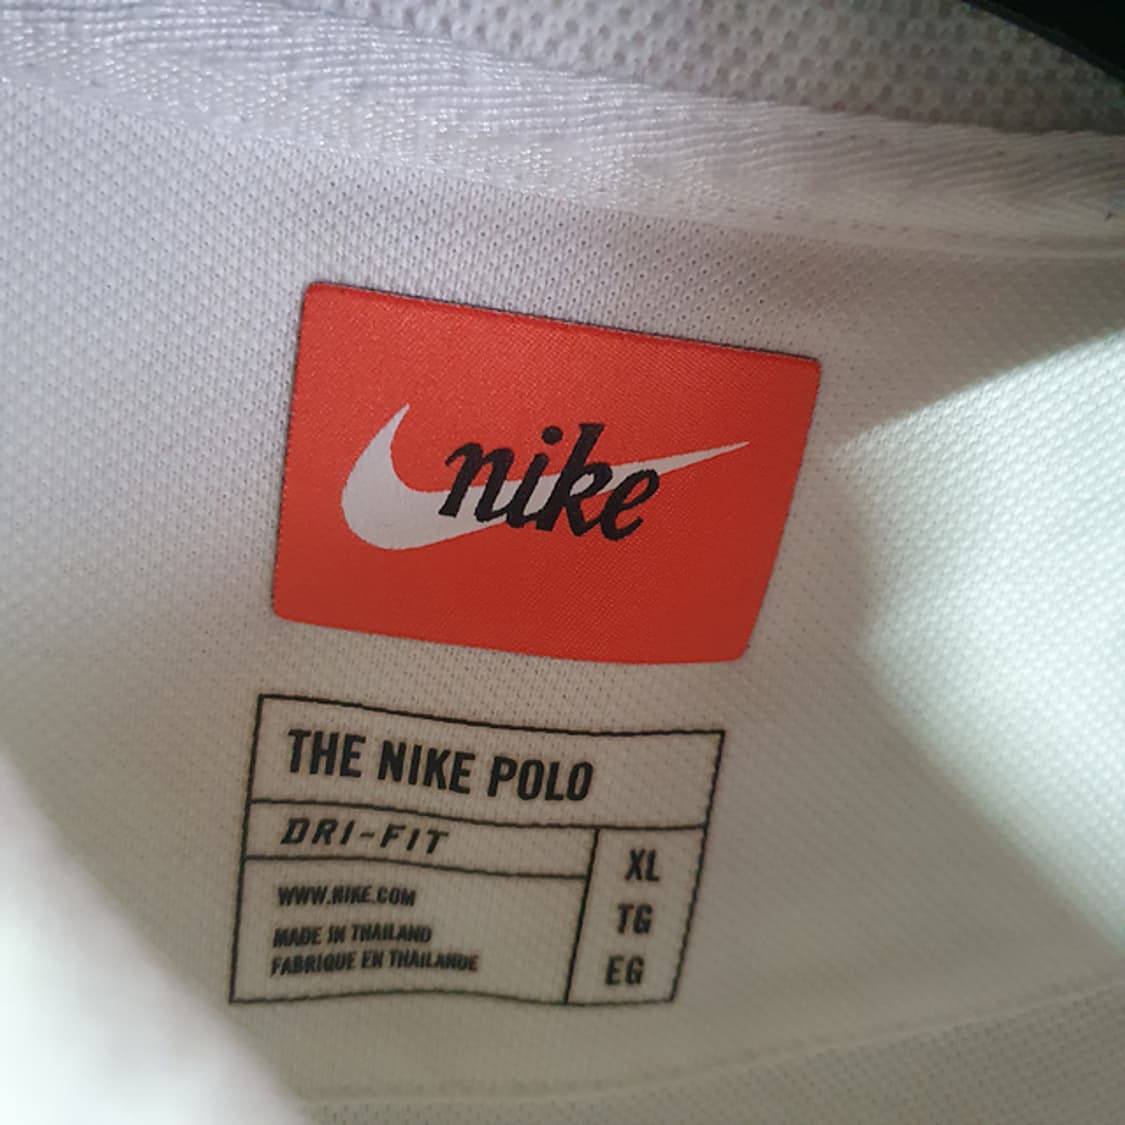 nike
THE NIKE POLO
DRI-FIT
WWW.NIKE.COM
MADE IN THAILAND
FABRIQUE EN THAILANDE
XL
TG
EG